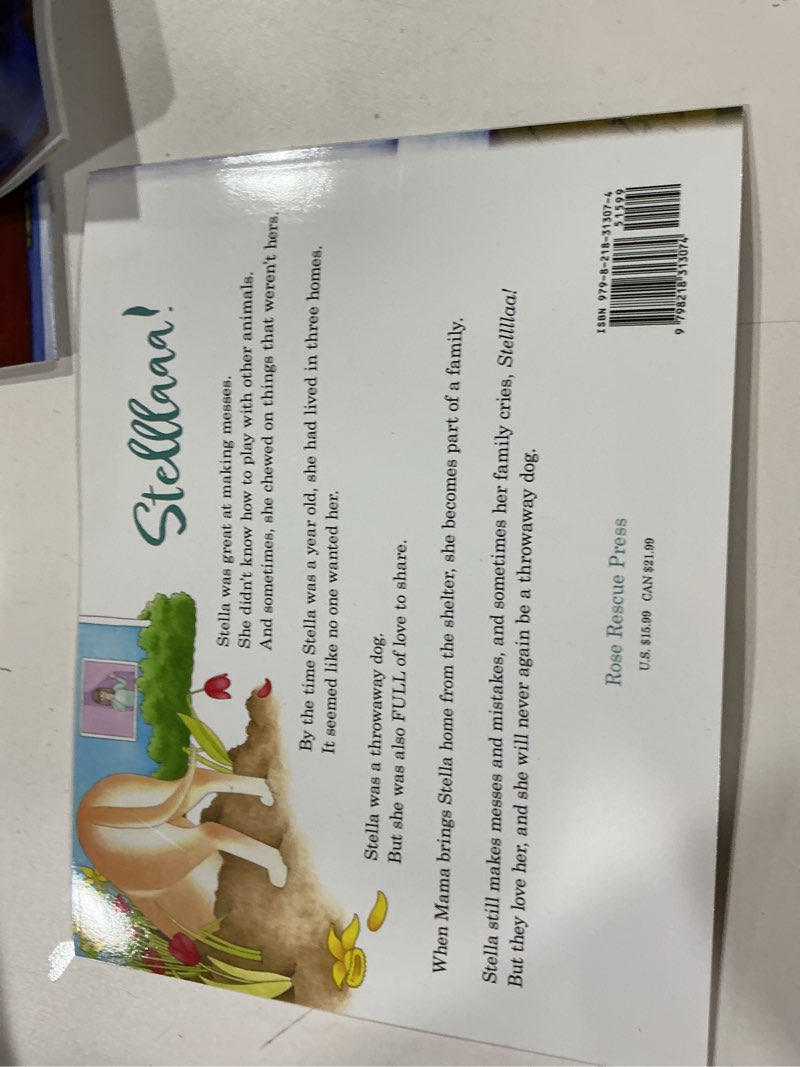 Stelllaaa!
Stella was great at making messes.
She didn't know how to play with other animals.
And sometimes, she chewed on things that weren't hers.
By the time Stella was a year old, she had lived in three homes.
It seemed like no one wanted her.
Stella was a throwaway dog.
But she was also FULL of love to share.
When Mama brings Stella home from the shelter, she becomes part of a family.
Stella still makes messes and mistakes, and sometimes her family cries, Stellllaa!
But they love her, and she will never again be a throwaway dog.
Rose Rescue Press
U.S. $15.99 CAN $21.99
ISBN 979-8-218-31307-4
51599
9 798218 313074